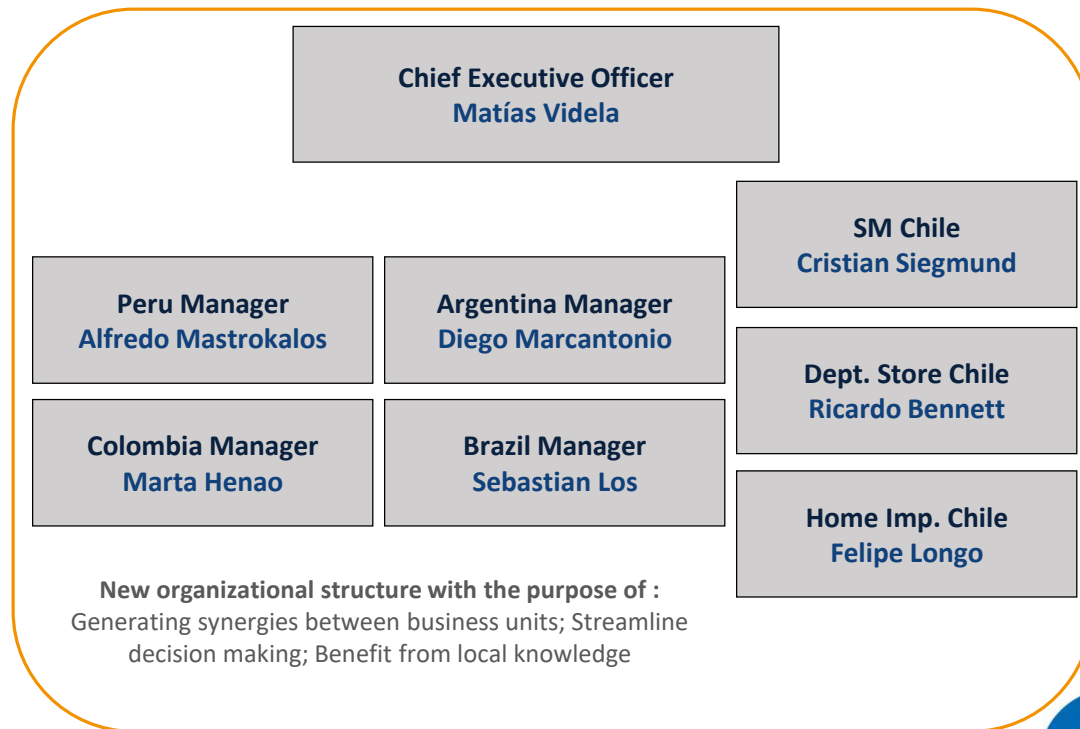 Chief Executive Officer
Matías Videla
SM Chile
Cristian Siegmund
Peru Manager
Alfredo Mastrokalos
Argentina Manager
Diego Marcantonio
Dept. Store Chile
Ricardo Bennett
Colombia Manager
Marta Henao
Brazil Manager
Sebastian Los
Home Imp. Chile
Felipe Longo
New organizational structure with the purpose of :
Generating synergies between business units; Streamline
decision making; Benefit from local knowledge